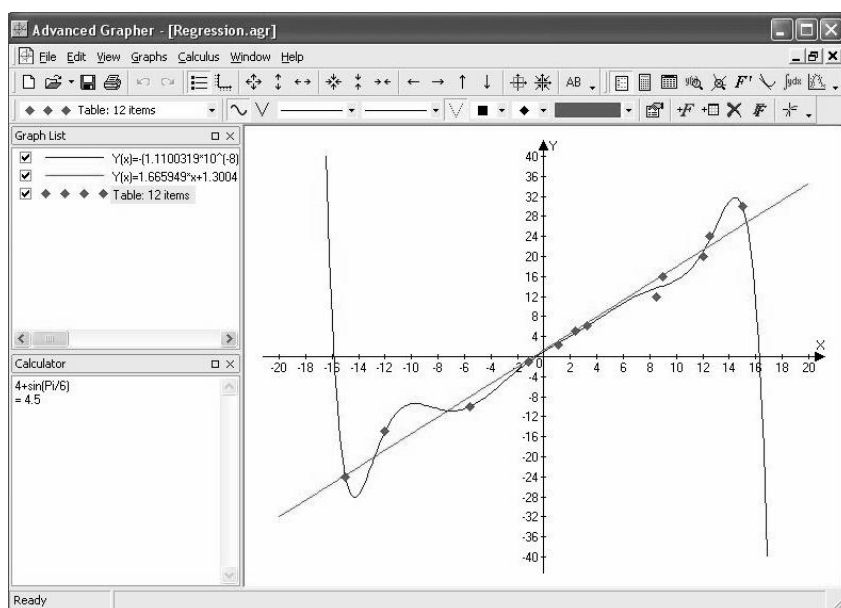 Advanced Grapher - [Regression.agr]
File Edit View Graphs Calculus Window Help
AB
Table: 12 items
Graph List
Y(x)=-(1.1100319*10^(-8)
Y(x)=1.665949*x+1.3004
Table: 12 items
Calculator
4+sin(Pi/6)
= 4.5
Y
40
36
32
28
24
20
16
12
8
4
X
-20 -18 -16 -14 -12 -10 -8 -6 -4 -2 0 2 4 6 8 10 12 14 16 18 20
-4
-8
-12
-16
-20
-24
-28
-32
-36
-40
Ready